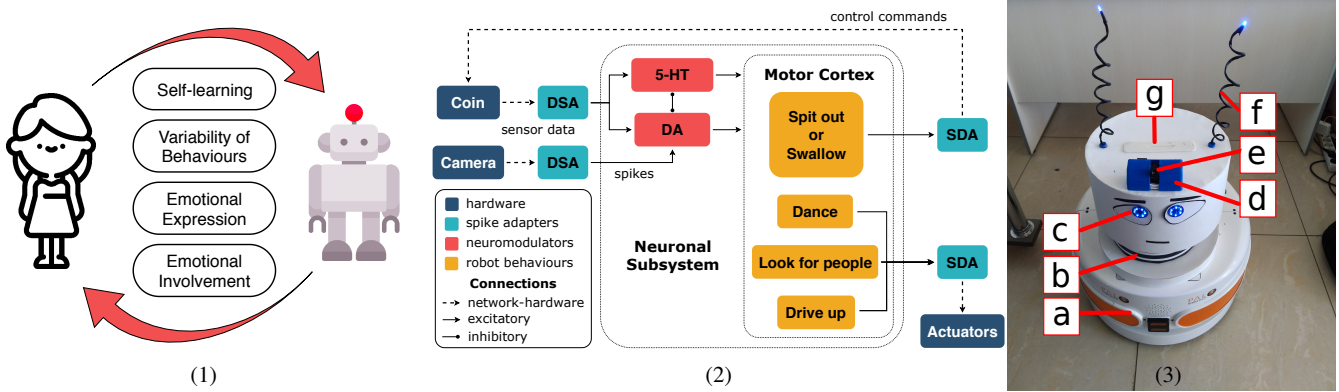 Self-learning
Variability of
Behaviours
Emotional
Expression
Emotional
Involvement
(1)
control commands
Coin
DSA
sensor data
Camera
DSA
spikes
5-HT
DA
Motor Cortex
Spit out
or
Swallow
Dance
Look for people
Drive up
Neuronal
Subsystem
SDA
SDA
Actuators
hardware
spike adapters
neuromodulators
robot behaviours
Connections
network-hardware
excitatory
inhibitory
(2)
g
f
e
d
c
b
a
PAL
PAL
(3)